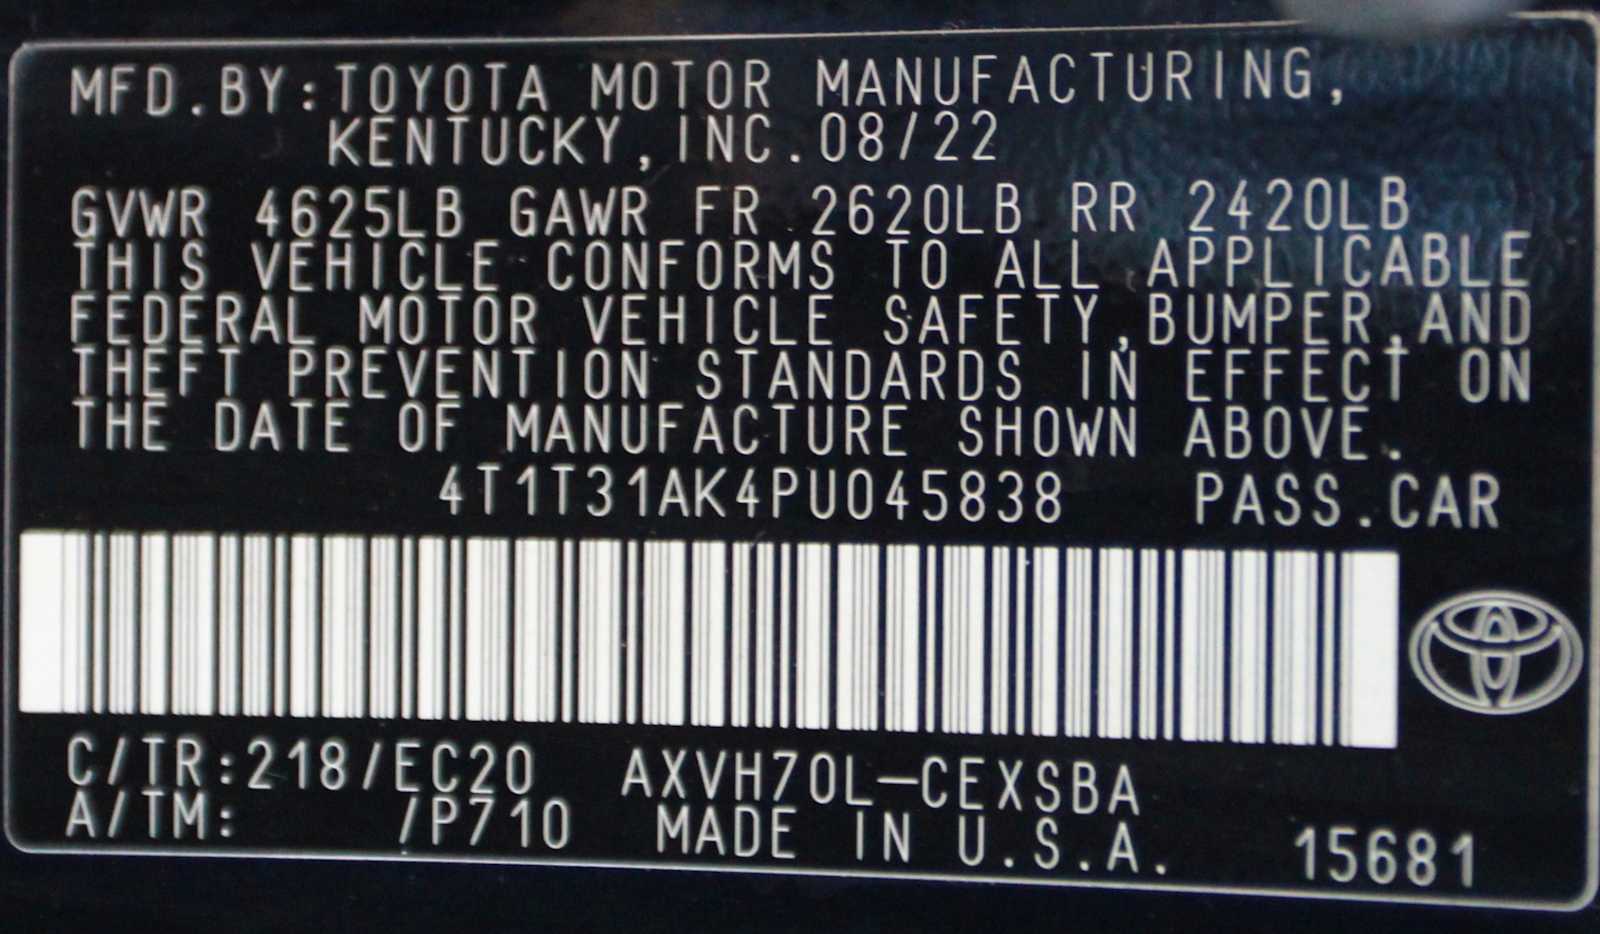 MFD.BY:TOYOTA MOTOR MANUFACTURING,
KENTUCKY,INC.08/22
GVWR 4625LB GAWR FR 2620LB RR 2420LB
THIS VEHICLE CONFORMS TO ALL APPLICABLE
FEDERAL MOTOR VEHICLE SAFETY,BUMPER,AND
THEFT PREVENTION STANDARDS IN EFFECT ON
THE DATE OF MANUFACTURE SHOWN ABOVE.
4T1T31AK4PU045838 PASS.CAR
C/TR:218/EC20 AXVH70L-CEXSBA
A/TM: /P710 MADE IN U.S.A. 15681